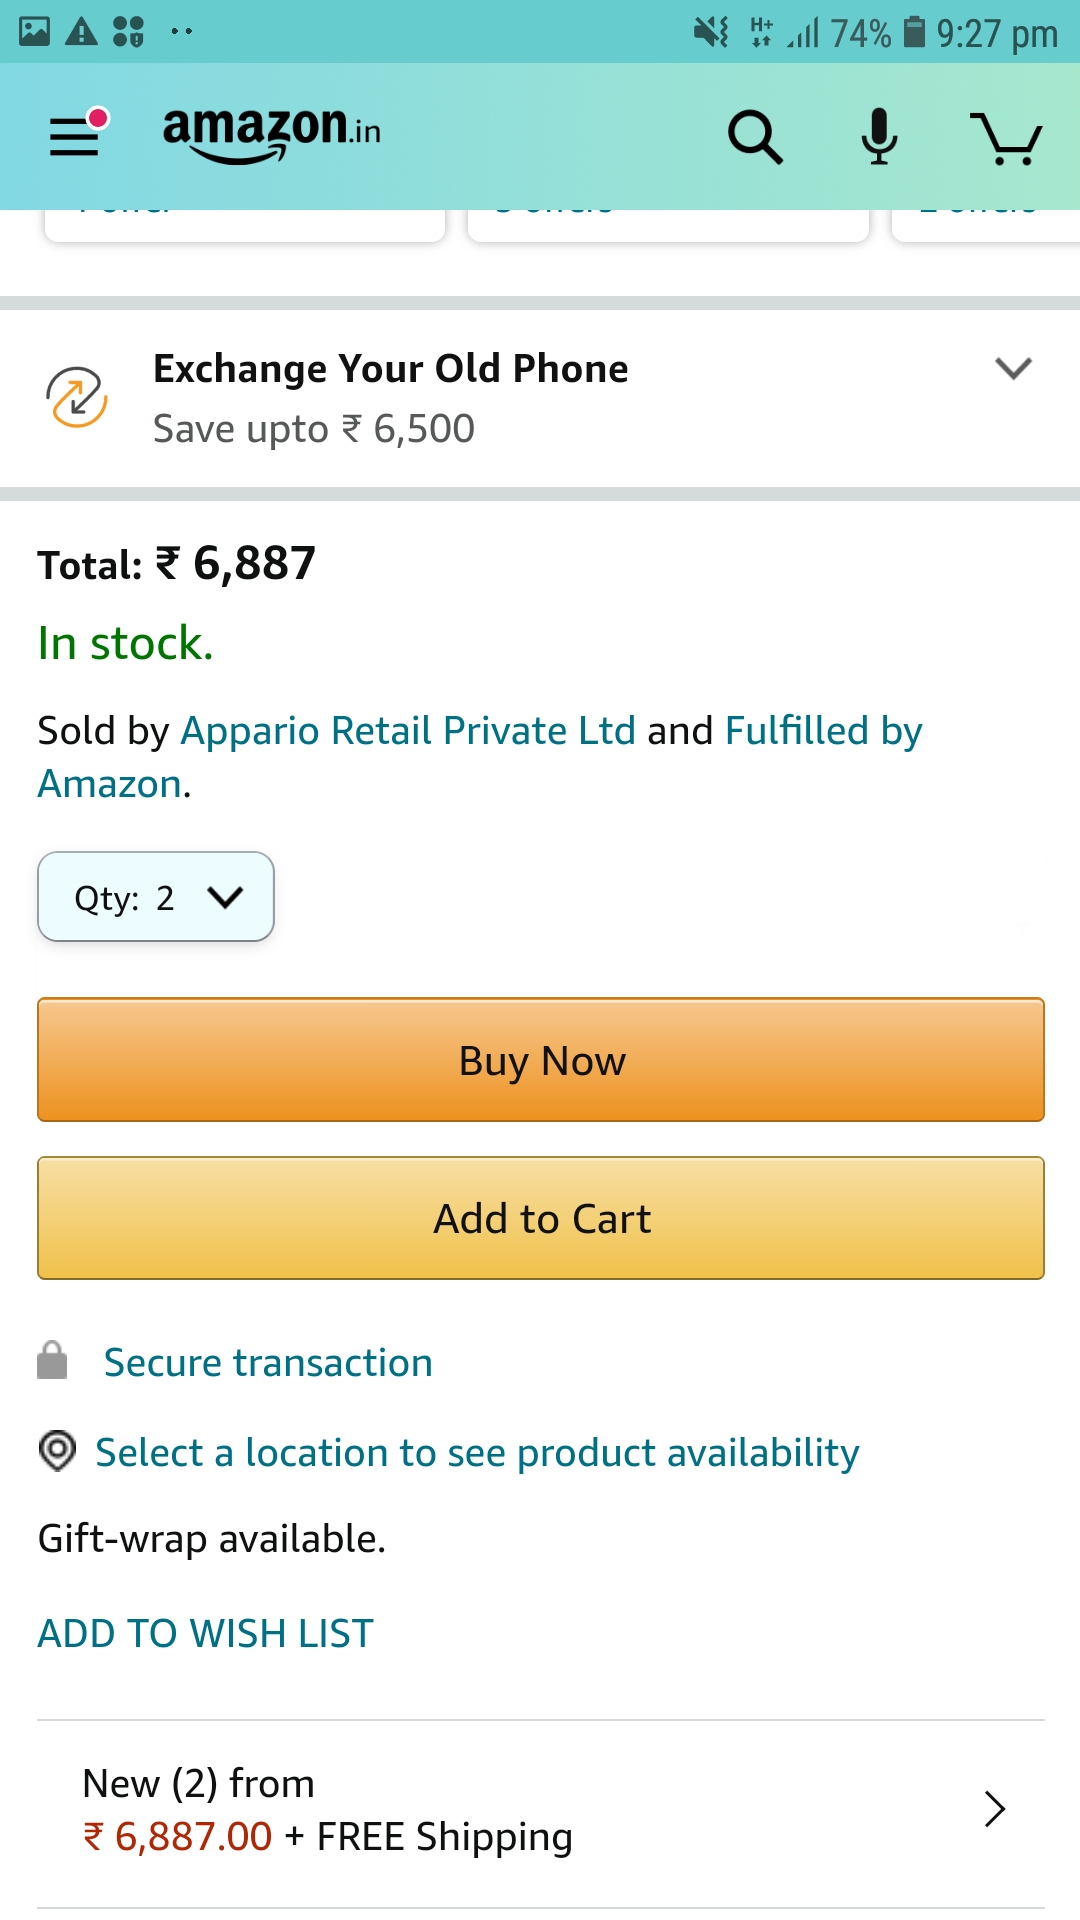 H+ 74% 9:27 pm
amazon.in
Exchange Your Old Phone
Save upto ₹ 6,500
Total: ₹ 6,887
In stock.
Sold by Appario Retail Private Ltd and Fulfilled by
Amazon.
Qty: 2
Buy Now
Add to Cart
Secure transaction
Select a location to see product availability
Gift-wrap available.
ADD TO WISH LIST
New (2) from
₹ 6,887.00 + FREE Shipping